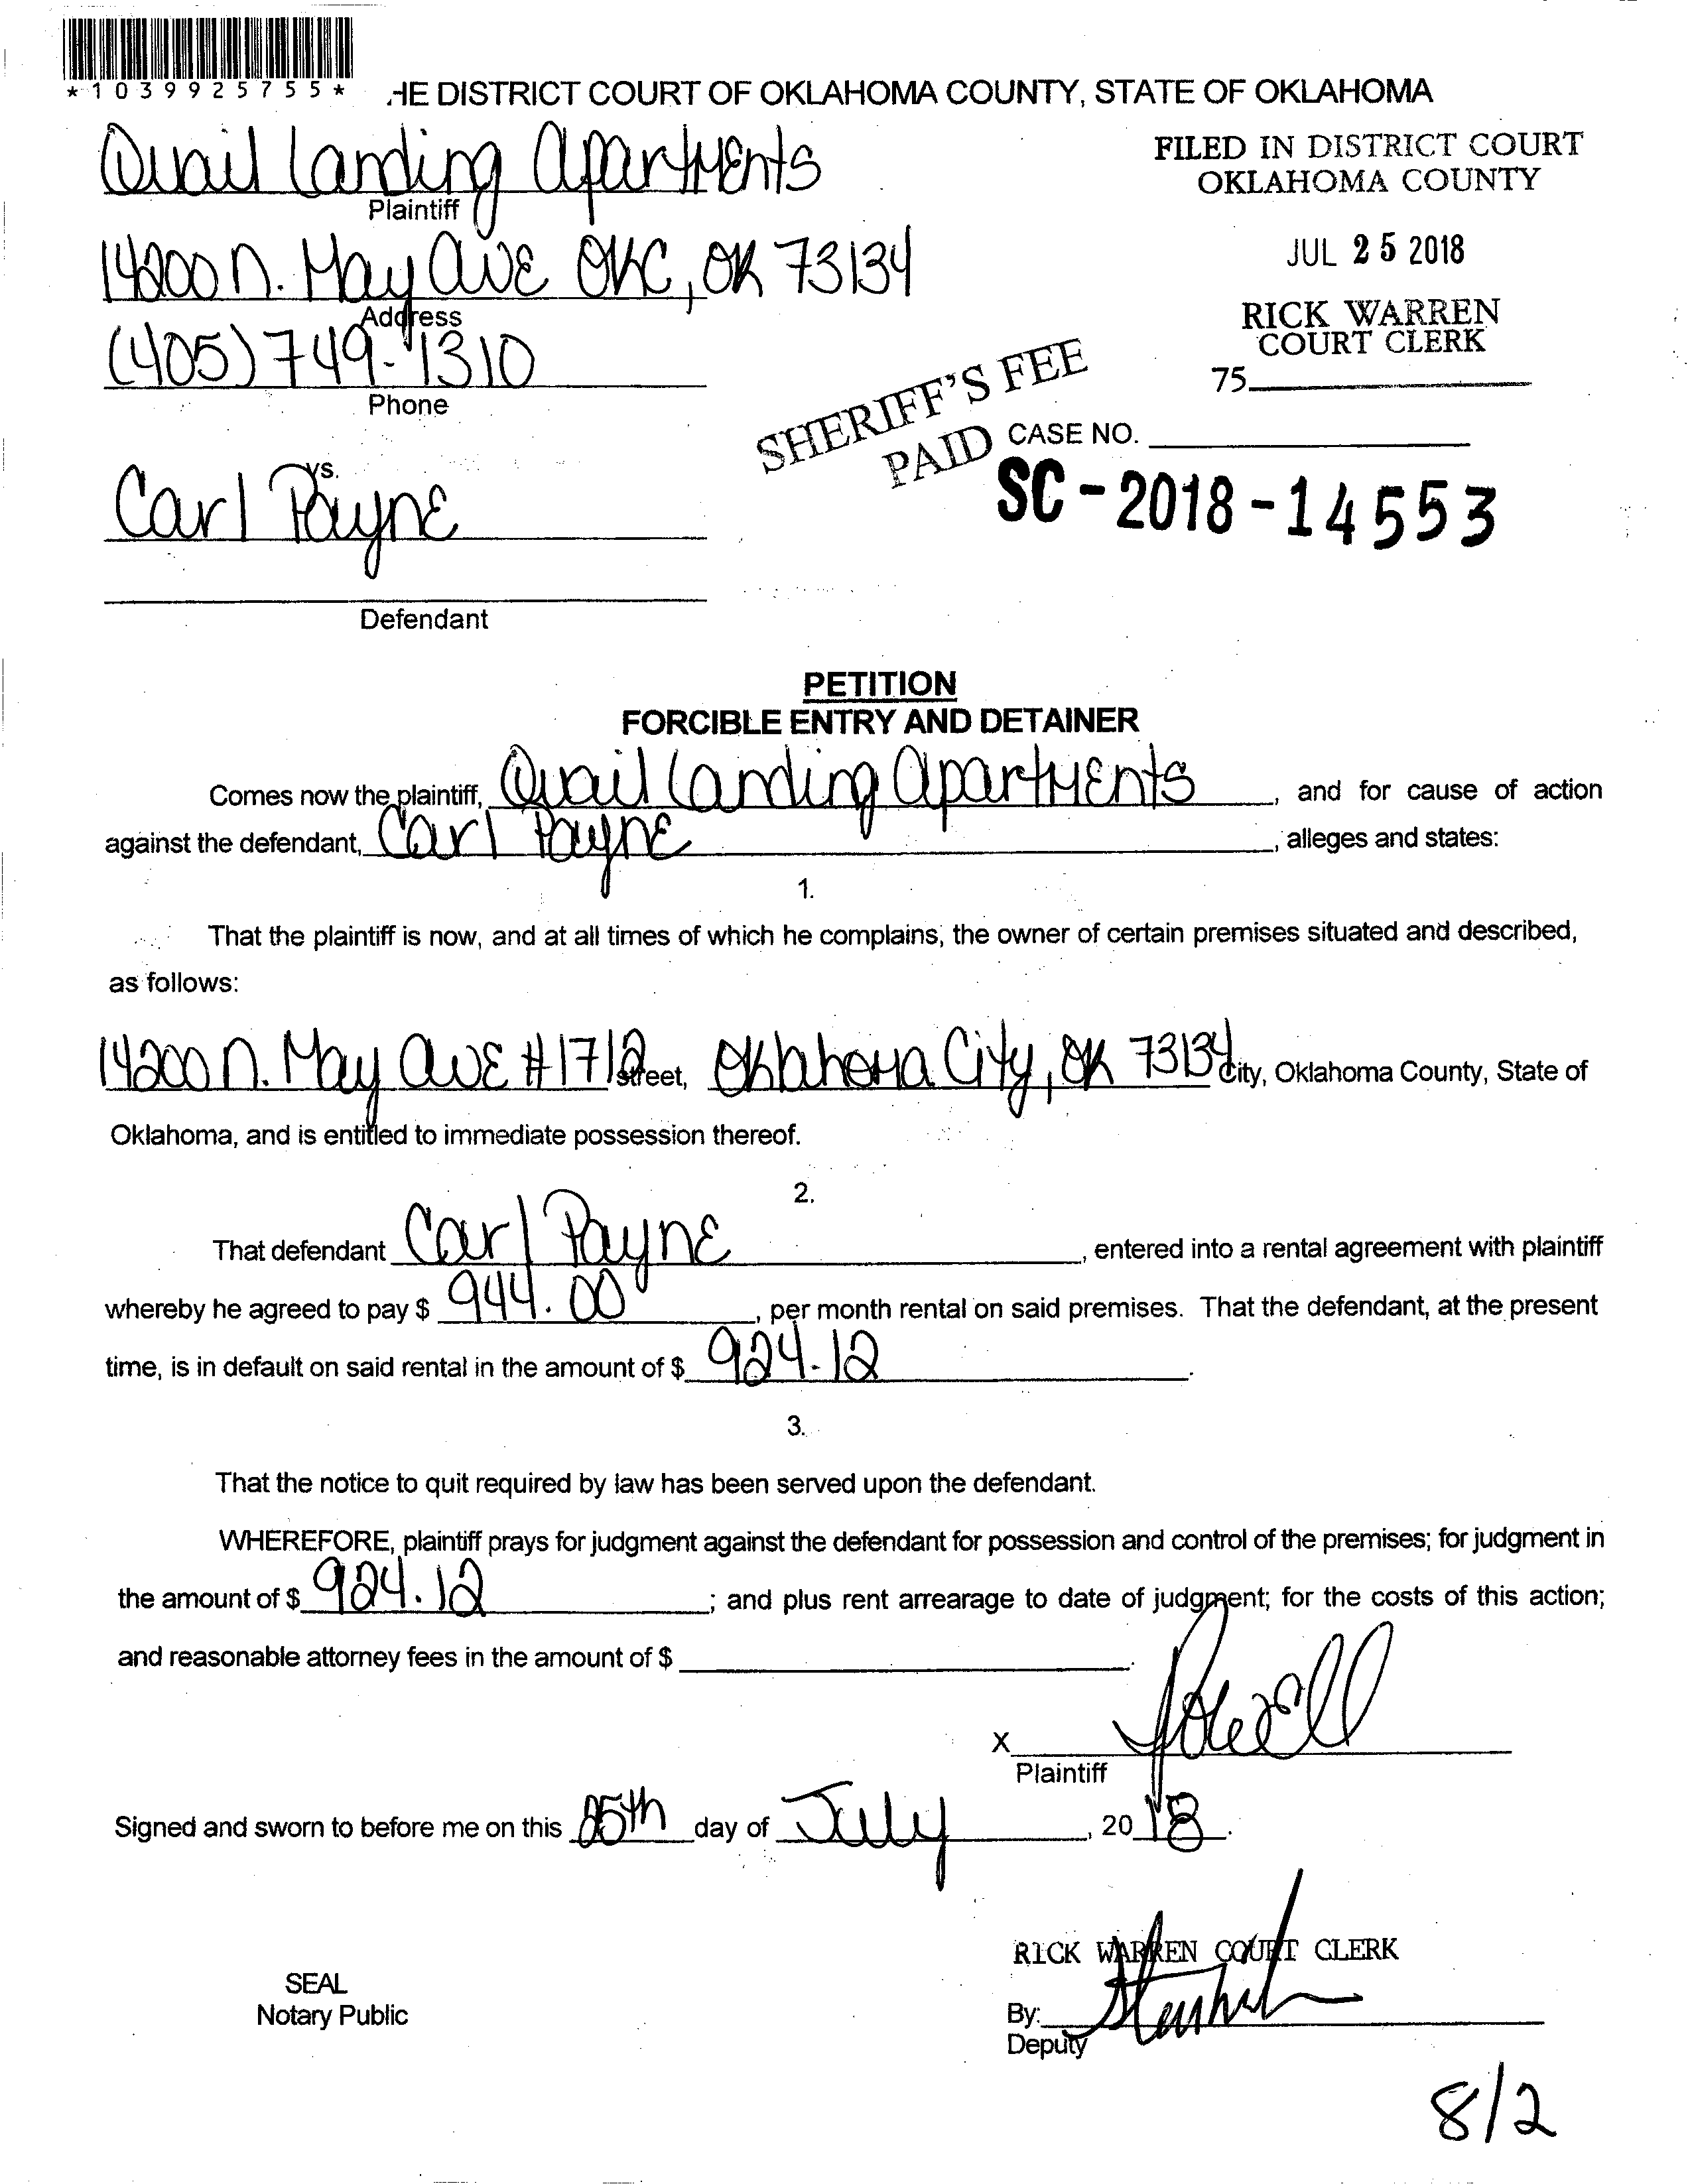 *1039925755*
HE DISTRICT COURT OF OKLAHOMA COUNTY, STATE OF OKLAHOMA
Quail Landing Apartments
Plaintiff
FILED IN DISTRICT COURT
OKLAHOMA COUNTY
14200 N. May Ave OKC, OK 73134
Address
JUL 25 2018
(405) 749-1310
Phone
RICK WARREN
COURT CLERK
75
SHERIFF'S FEE
PAID
CASE NO.
SC-2018-14553
vs.
Carl Payne
Defendant
PETITION
FORCIBLE ENTRY AND DETAINER
Comes now the plaintiff, Quail Landing Apartments, and for cause of action
against the defendant, Carl Payne, alleges and states:
1.
That the plaintiff is now, and at all times of which he complains, the owner of certain premises situated and described,
as follows:
14200 N. May Ave #1712 street, Oklahoma City, OK 73134 City, Oklahoma County, State of
Oklahoma, and is entitled to immediate possession thereof.
2.
That defendant Carl Payne, entered into a rental agreement with plaintiff
whereby he agreed to pay $ 944.00, per month rental on said premises. That the defendant, at the present
time, is in default on said rental in the amount of $ 924.12.
3.
That the notice to quit required by law has been served upon the defendant.
WHEREFORE, plaintiff prays for judgment against the defendant for possession and control of the premises; for judgment in
the amount of $ 924.12; and plus rent arrearage to date of judgment; for the costs of this action;
and reasonable attorney fees in the amount of $
X
Plaintiff
Signed and sworn to before me on this 25th day of July, 2018.
RICK WARREN COURT CLERK
SEAL
Notary Public
By:
Deputy
8/2